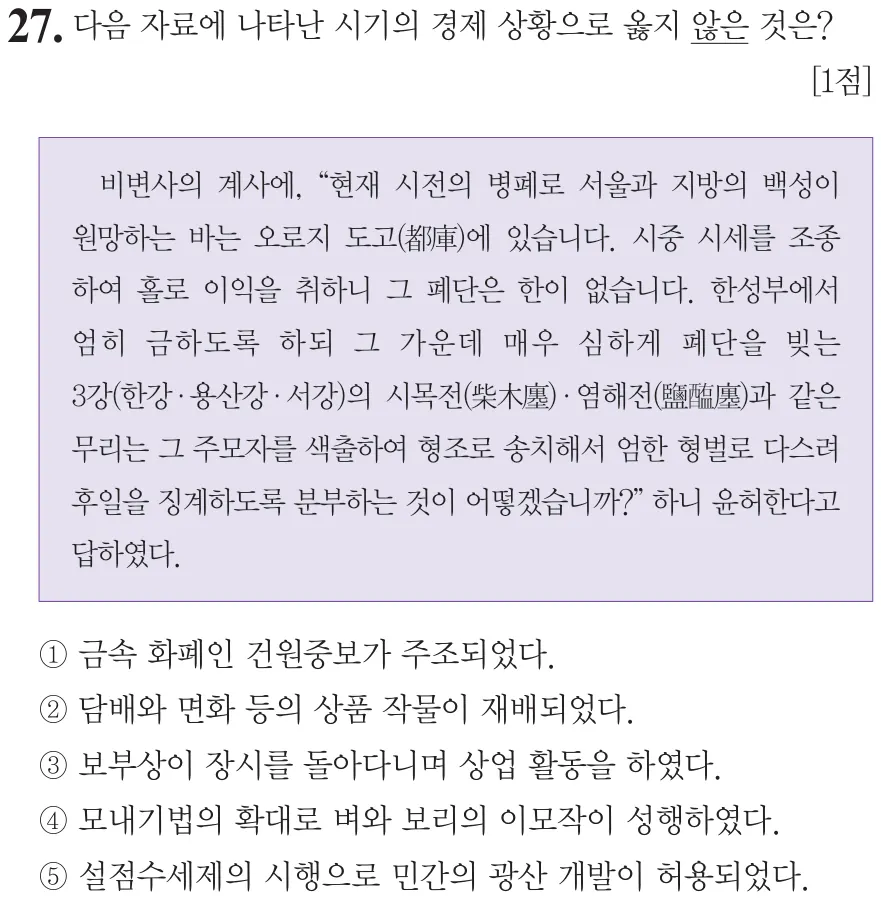 27. 다음 자료에 나타난 시기의 경제 상황으로 옳지 않은 것은?
[1점]
비변사의 계사에, “현재 시전의 병폐로 서울과 지방의 백성이
원망하는 바는 오로지 도고(都庫)에 있습니다. 시중 시세를 조종
하여 홀로 이익을 취하니 그 폐단은 한이 없습니다. 한성부에서
엄히 금하도록 하되 그 가운데 매우 심하게 폐단을 빚는
3강(한강·용산강·서강)의 시목전(柴木廛)·염해전(鹽醢廛)과 같은
무리는 그 주모자를 색출하여 형조로 송치해서 엄한 형벌로 다스려
후일을 징계하도록 분부하는 것이 어떻겠습니까?” 하니 윤허한다고
답하였다.
① 금속 화폐인 건원중보가 주조되었다.
② 담배와 면화 등의 상품 작물이 재배되었다.
③ 보부상이 장시를 돌아다니며 상업 활동을 하였다.
④ 모내기법의 확대로 벼와 보리의 이모작이 성행하였다.
⑤ 설점수세제의 시행으로 민간의 광산 개발이 허용되었다.